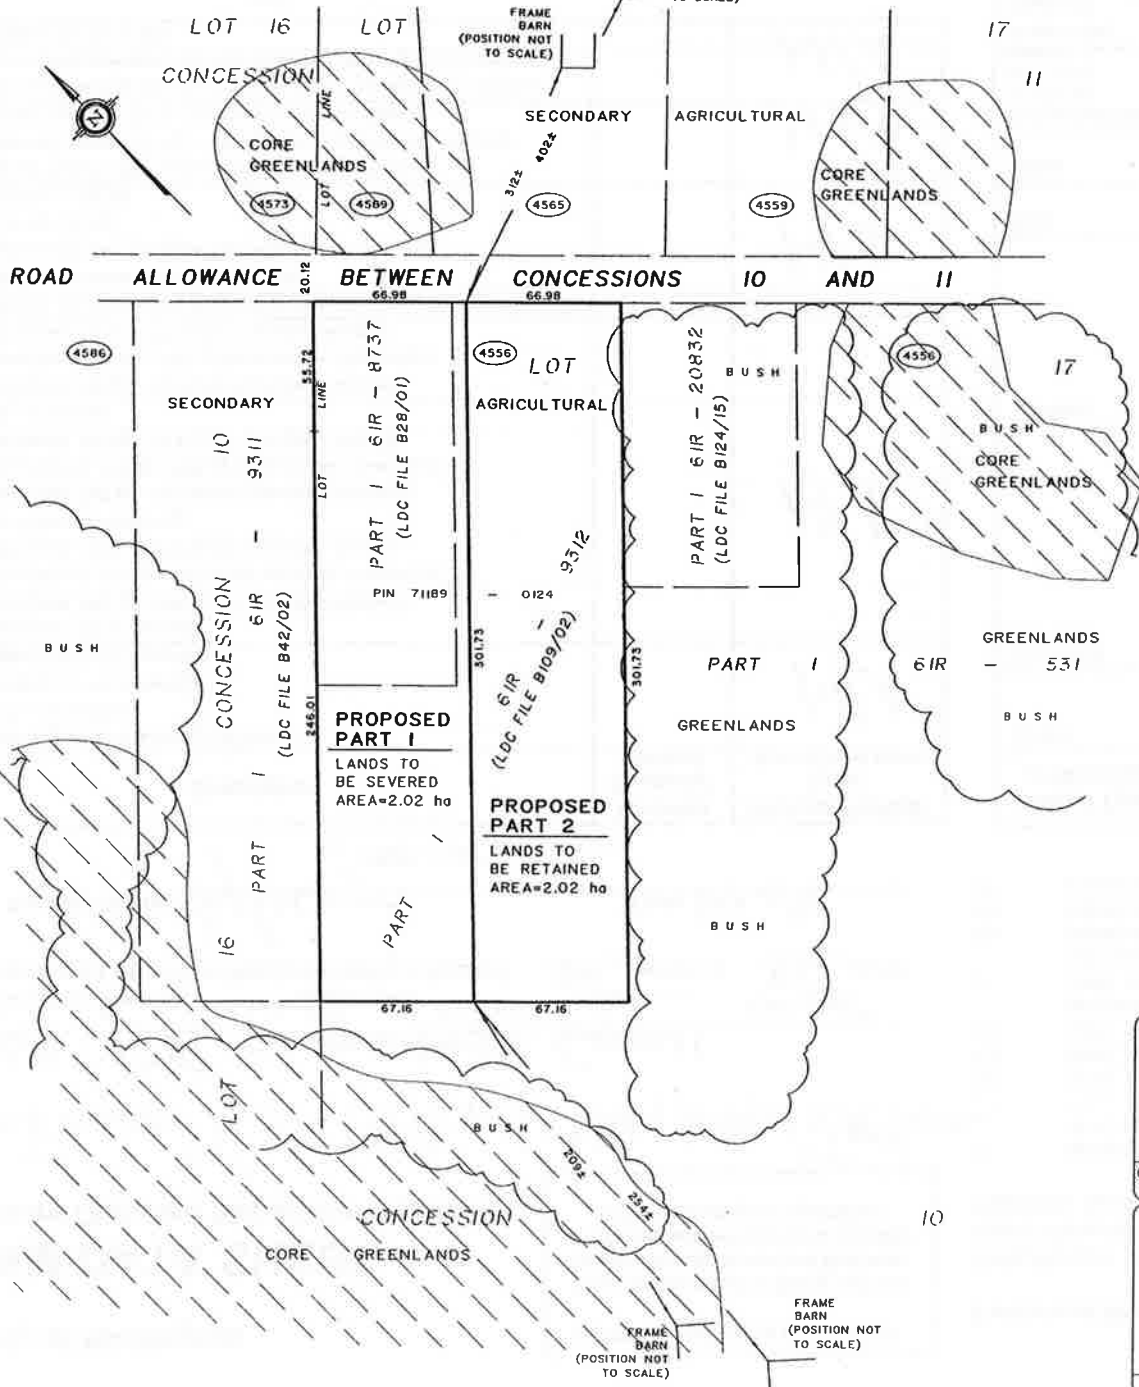 TO SCALE)
FRAME
BARN
(POSITION NOT
TO SCALE)
LOT 16 LOT 17
CONCESSION 11
LINE
LOT
SECONDARY AGRICULTURAL
CORE
GREENLANDS
CORE
GREENLANDS
312± 402±
4573 4589 4565 4559
ROAD ALLOWANCE BETWEEN CONCESSIONS 10 AND 11
20.12
66.98 66.98
4586
55.72
LINE
LOT
SECONDARY
CONCESSION 10
PART 1 61R - 9311
(LDC FILE B42/02)
LOT 16
PART 1 61R - 8737
(LDC FILE B28/01)
4556
LOT 17
AGRICULTURAL
PIN 71189 - 0124
PART 1 61R - 9312
(LDC FILE B109/02)
301.73
301.73
246.01
PART 1 61R - 20832
(LDC FILE B124/15)
BUSH
4556
BUSH
CORE
GREENLANDS
BUSH
GREENLANDS
PART 1 61R - 531
GREENLANDS
BUSH
BUSH
PROPOSED
PART 1
LANDS TO
BE SEVERED
AREA=2.02 ha
PROPOSED
PART 2
LANDS TO
BE RETAINED
AREA=2.02 ha
67.16 67.16
BUSH
209±
254±
CONCESSION 10
CORE GREENLANDS
FRAME
BARN
(POSITION NOT
TO SCALE)
FRAME
BARN
(POSITION NOT
TO SCALE)